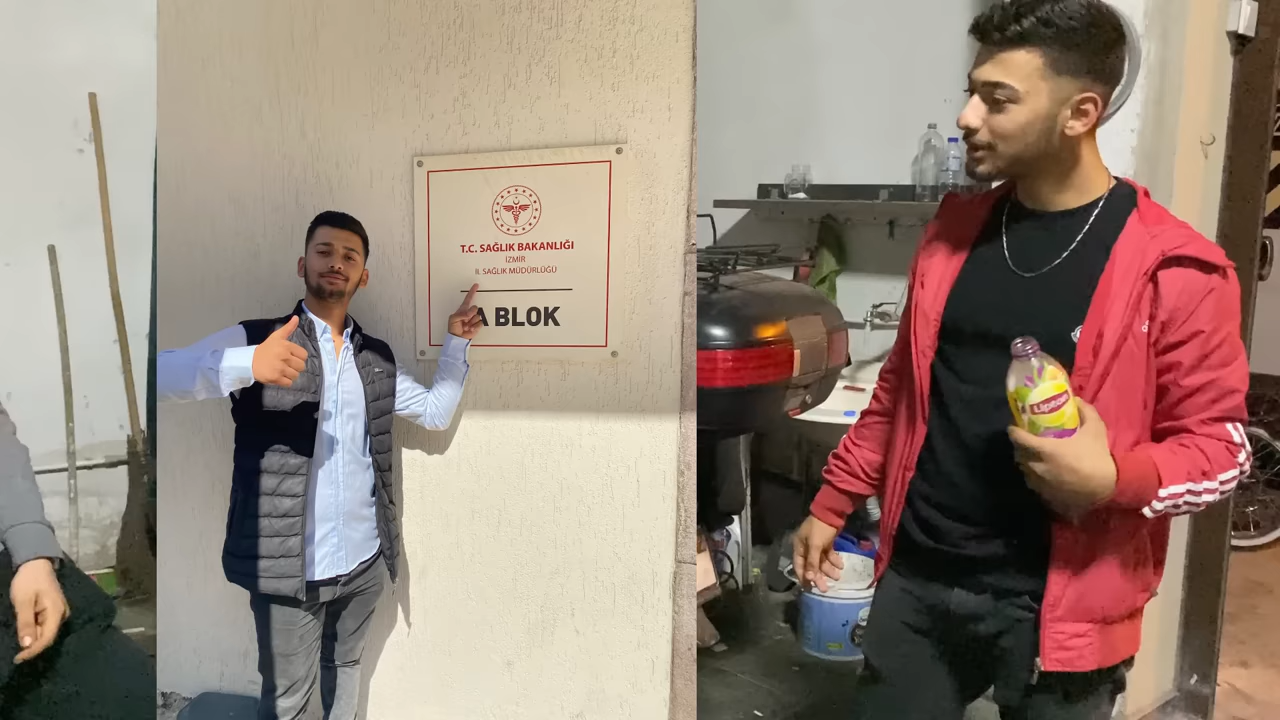 T.C. SAĞLIK BAKANLIĞI
İZMİR
İL SAĞLIK MÜDÜRLÜĞÜ
A BLOK
Lipton